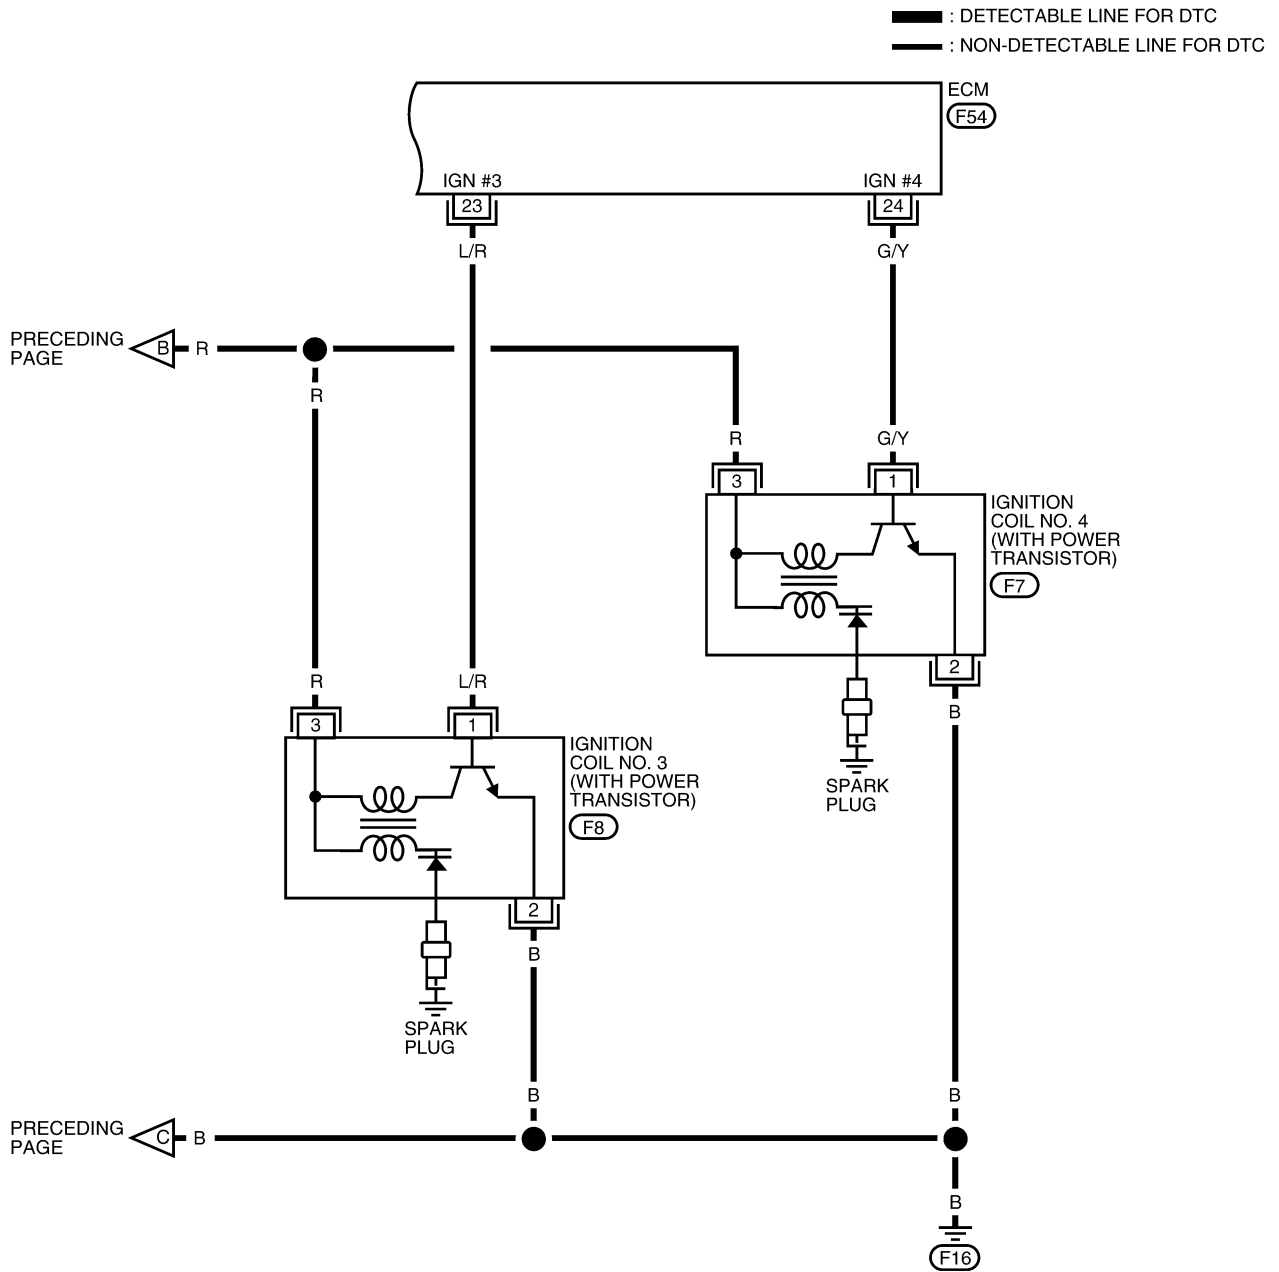 : DETECTABLE LINE FOR DTC
: NON-DETECTABLE LINE FOR DTC
ECM
F54
IGN #3
IGN #4
23
24
L/R
G/Y
PRECEDING
PAGE
B
R
R
R
G/Y
3
1
IGNITION
COIL NO. 4
(WITH POWER
TRANSISTOR)
F7
2
B
SPARK
PLUG
R
L/R
3
1
IGNITION
COIL NO. 3
(WITH POWER
TRANSISTOR)
F8
2
B
SPARK
PLUG
B
B
PRECEDING
PAGE
C
B
B
F16